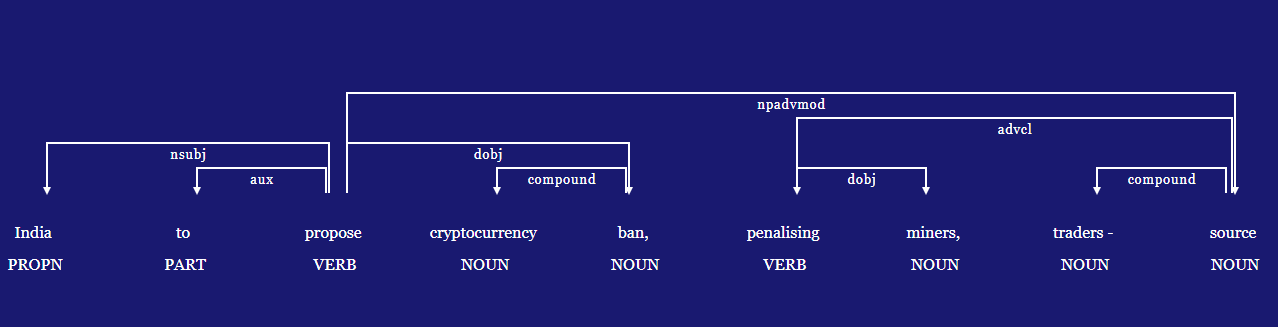 npadvmod
advcl
nsubj dobj
aux compound dobj compound
India to propose cryptocurrency ban, penalising miners, traders - source
PROPN PART VERB NOUN NOUN VERB NOUN NOUN NOUN